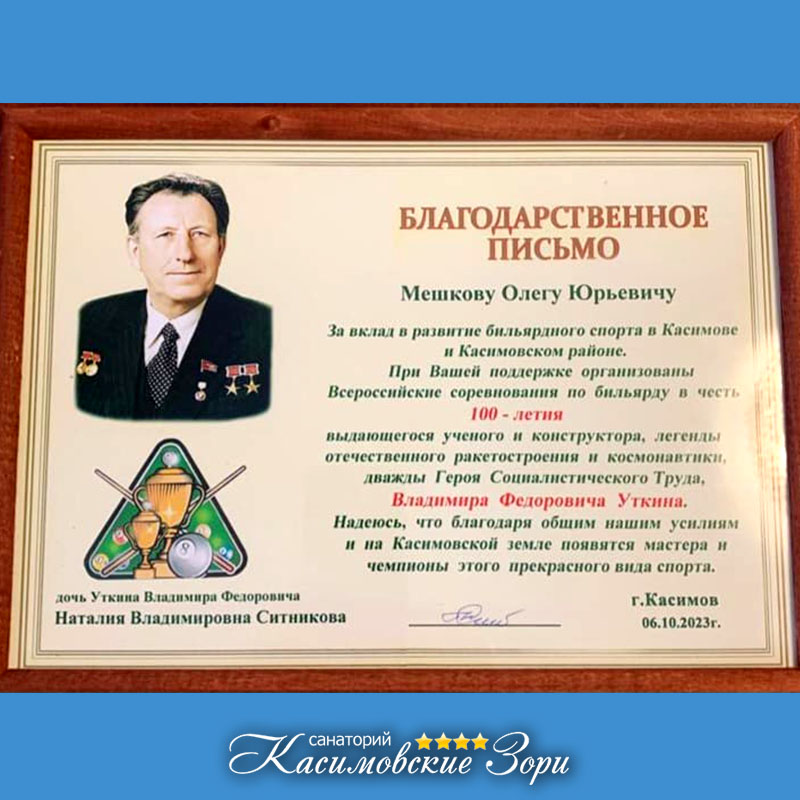 БЛАГОДАРСТВЕННОЕ
ПИСЬМО
Мешкову Олегу Юрьевичу
За вклад в развитие бильярдного спорта в Касимове
и Касимовском районе.
При Вашей поддержке организованы
Всероссийские соревнования по бильярду в честь
100 - летия
выдающегося ученого и конструктора, легенды
отечественного ракетостроения и космонавтики,
дважды Героя Социалистического Труда,
Владимира Федоровича Уткина.
Надеюсь, что благодаря общим нашим усилиям
и на Касимовской земле появятся мастера и
чемпионы этого прекрасного вида спорта.
дочь Уткина Владимира Федоровича
Наталия Владимировна Ситникова
г.Касимов
06.10.2023г.
8
санаторий
Касимовские Зори